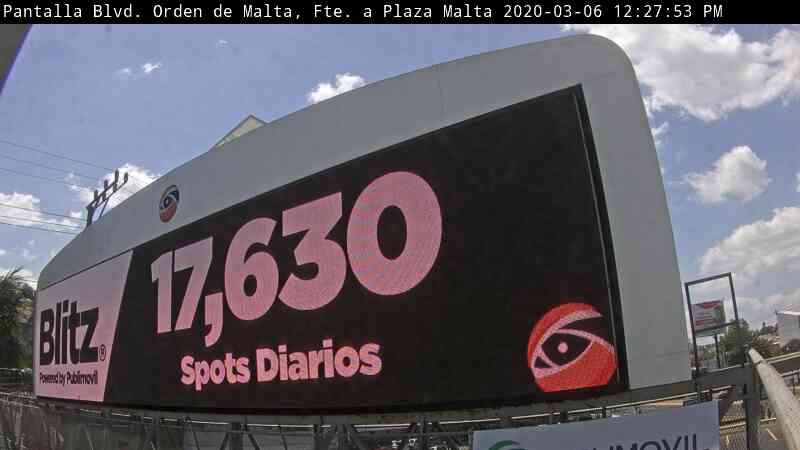 Pantalla Blvd. Orden de Malta, Fte. a Plaza Malta 2020-03-06 12:27:53 PM
17,630
Spots Diarios
Blitz®
Powered by Publimovil